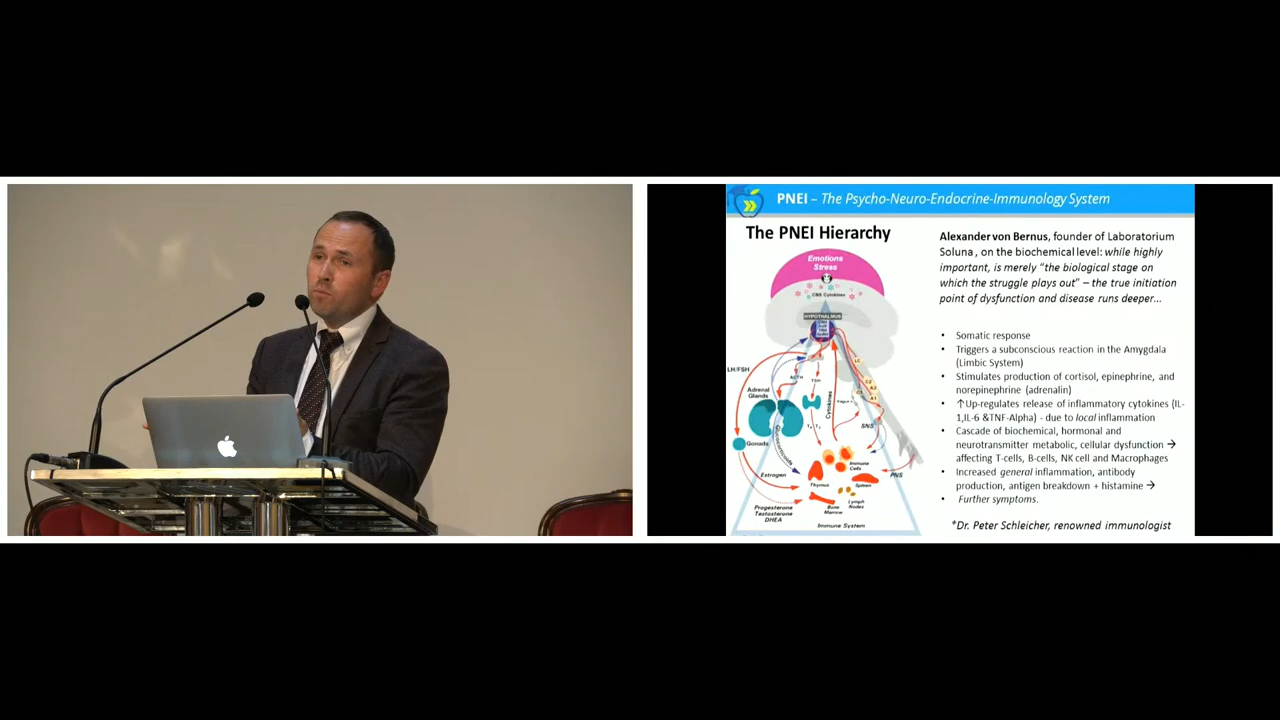 PNEI – The Psycho-Neuro-Endocrine-Immunology System
The PNEI Hierarchy
Emotions
Stress
CNS Cytokines
HYPOTHALMUS
LH/FSH
ACTH
TSH
LC
Adrenal
Glands
Cytokines
SNS
Gonads
Glucocorticoids
PNS
Immune
Cells
Estrogen
Thymus
Spleen
Bone
Marrow
Lymph
Nodes
Progesterone
Testosterone
DHEA
Immune System
Alexander von Bernus, founder of Laboratorium
Soluna , on the biochemical level: while highly
important, is merely “the biological stage on
which the struggle plays out” – the true initiation
point of dysfunction and disease runs deeper…
• Somatic response
• Triggers a subconscious reaction in the Amygdala
(Limbic System)
• Stimulates production of cortisol, epinephrine, and
norepinephrine (adrenalin)
• ↑Up-regulates release of inflammatory cytokines (IL-
1,IL-6 &TNF-Alpha) - due to local inflammation
• Cascade of biochemical, hormonal and
neurotransmitter metabolic, cellular dysfunction →
affecting T-cells, B-cells, NK cell and Macrophages
• Increased general inflammation, antibody
production, antigen breakdown + histamine →
• Further symptoms.
*Dr. Peter Schleicher, renowned immunologist